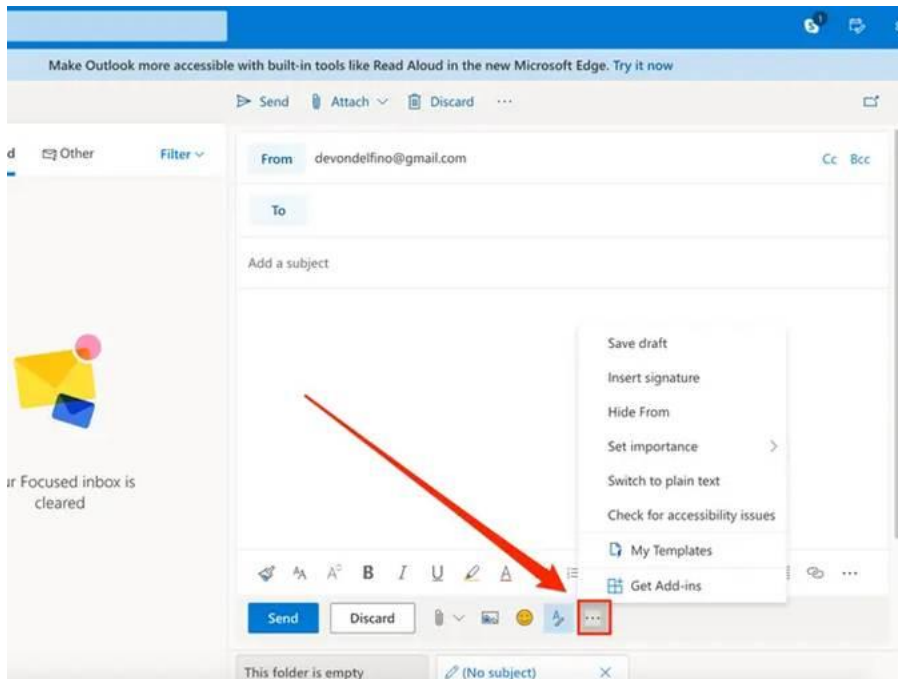 1
Make Outlook more accessible with built-in tools like Read Aloud in the new Microsoft Edge. Try it now
Send Attach Discard ...
d Other Filter
From devondelfino@gmail.com Cc Bcc
To
Add a subject
Save draft
Insert signature
Hide From
Set importance
Switch to plain text
Check for accessibility issues
My Templates
Get Add-ins
ur Focused inbox is
cleared
B I U A ...
Send Discard ...
This folder is empty (No subject)